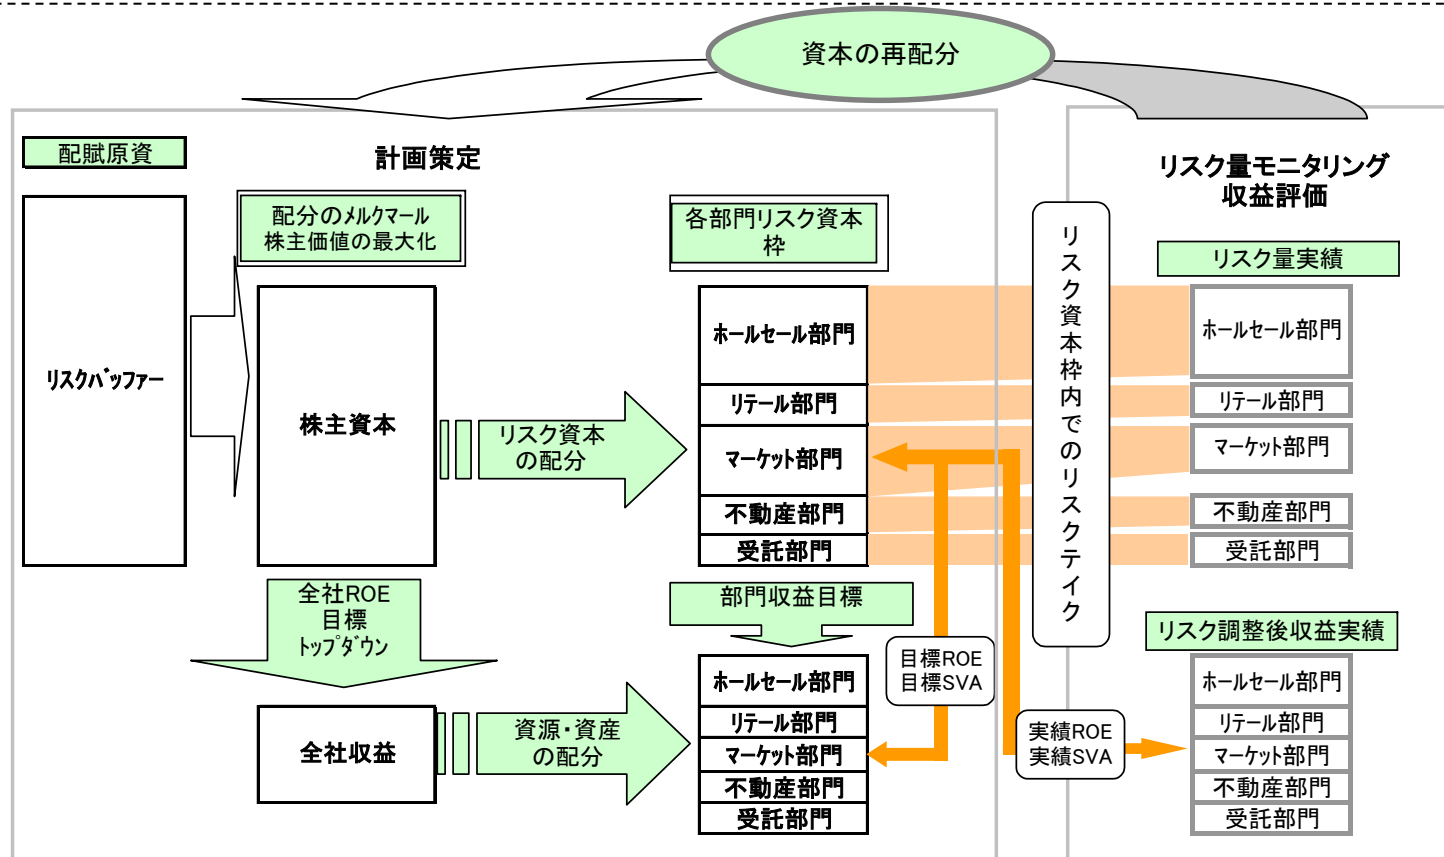 資本の再配分
配賦原資
計画策定
リスク量モニタリング
収益評価
配分のメルクマール
株主価値の最大化
各部門リスク資本
枠
リスク量実績
リスクバッファー
株主資本
リスク資本
の配分
ホールセール部門
リテール部門
マーケット部門
不動産部門
受託部門
リスク資本枠内でのリスクテイク
ホールセール部門
リテール部門
マーケット部門
不動産部門
受託部門
全社ROE
目標
トップダウン
部門収益目標
目標ROE
目標SVA
リスク調整後収益実績
全社収益
資源・資産
の配分
ホールセール部門
リテール部門
マーケット部門
不動産部門
受託部門
実績ROE
実績SVA
ホールセール部門
リテール部門
マーケット部門
不動産部門
受託部門